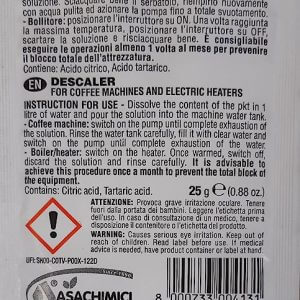 soluzione. Sciacquare bene il serbatoio, riempirlo nuovamente
con acqua pulita ed azionare la pompa fino a totale svuotamento.
- Bollitore: posizionare l'interruttore su ON. Una volta raggiunta
la massima temperatura, posizionare l'interruttore su OFF,
scartare la soluzione e risciacquare bene. È consigliabile
eseguire le operazioni almeno 1 volta al mese per prevenire
il blocco totale dell'attrezzatura.
Contiene: Acido citrico, Acido tartarico.
EN DESCALER
FOR COFFEE MACHINES AND ELECTRIC HEATERS
INSTRUCTION FOR USE - Dissolve the content of the pkt in 1
litre of water and pour the solution into the machine water tank.
- Coffee machine: switch on the pump until complete exhaustion
of the solution. Rinse the water tank carefully, fill it with clear water and
switch on the pump until complete exhaustion of the water.
- Boiler/heater: switch on the heater. Once warmed, switch off,
discard the solution and rinse carefully. It is advisable to
achieve this procedure once a month to prevent the total block of
the equipment.
Contains: Citric acid, Tartaric acid. 25 g (0.88 oz.)
ATTENZIONE: Provoca grave irritazione oculare. Tenere
fuori dalla portata dei bambini. Leggere l'etichetta prima
dell'uso. In caso di consultazione di un medico, tenere a
disposizione il contenitore o l'etichetta del prodotto.
WARNING: Causes serious eye irritation. Keep out of
reach of children. Read label before use. If medical advice
is needed, have product container or label at hand.
UFI:
ASACHIMICI
8 000733 004131